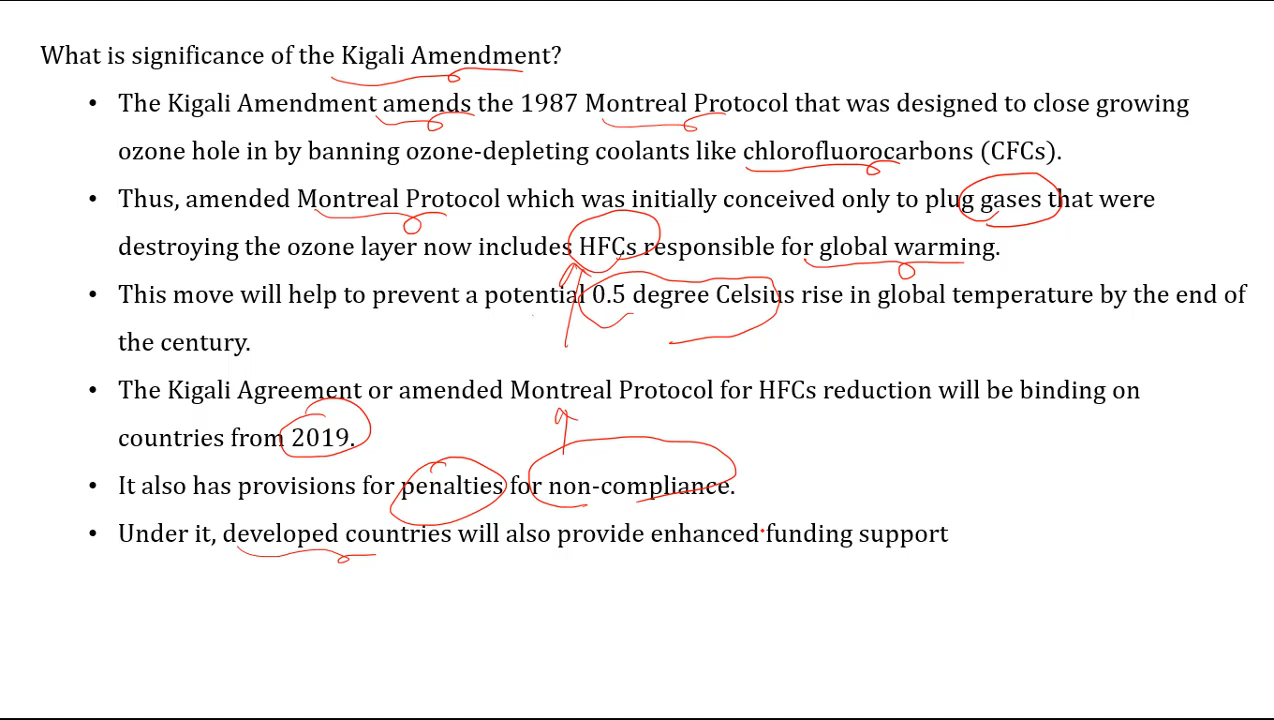 What is significance of the Kigali Amendment?
• The Kigali Amendment amends the 1987 Montreal Protocol that was designed to close growing
ozone hole in by banning ozone-depleting coolants like chlorofluorocarbons (CFCs).
• Thus, amended Montreal Protocol which was initially conceived only to plug gases that were
destroying the ozone layer now includes HFCs responsible for global warming.
• This move will help to prevent a potential 0.5 degree Celsius rise in global temperature by the end of
the century.
• The Kigali Agreement or amended Montreal Protocol for HFCs reduction will be binding on
countries from 2019.
• It also has provisions for penalties for non-compliance.
• Under it, developed countries will also provide enhanced funding support